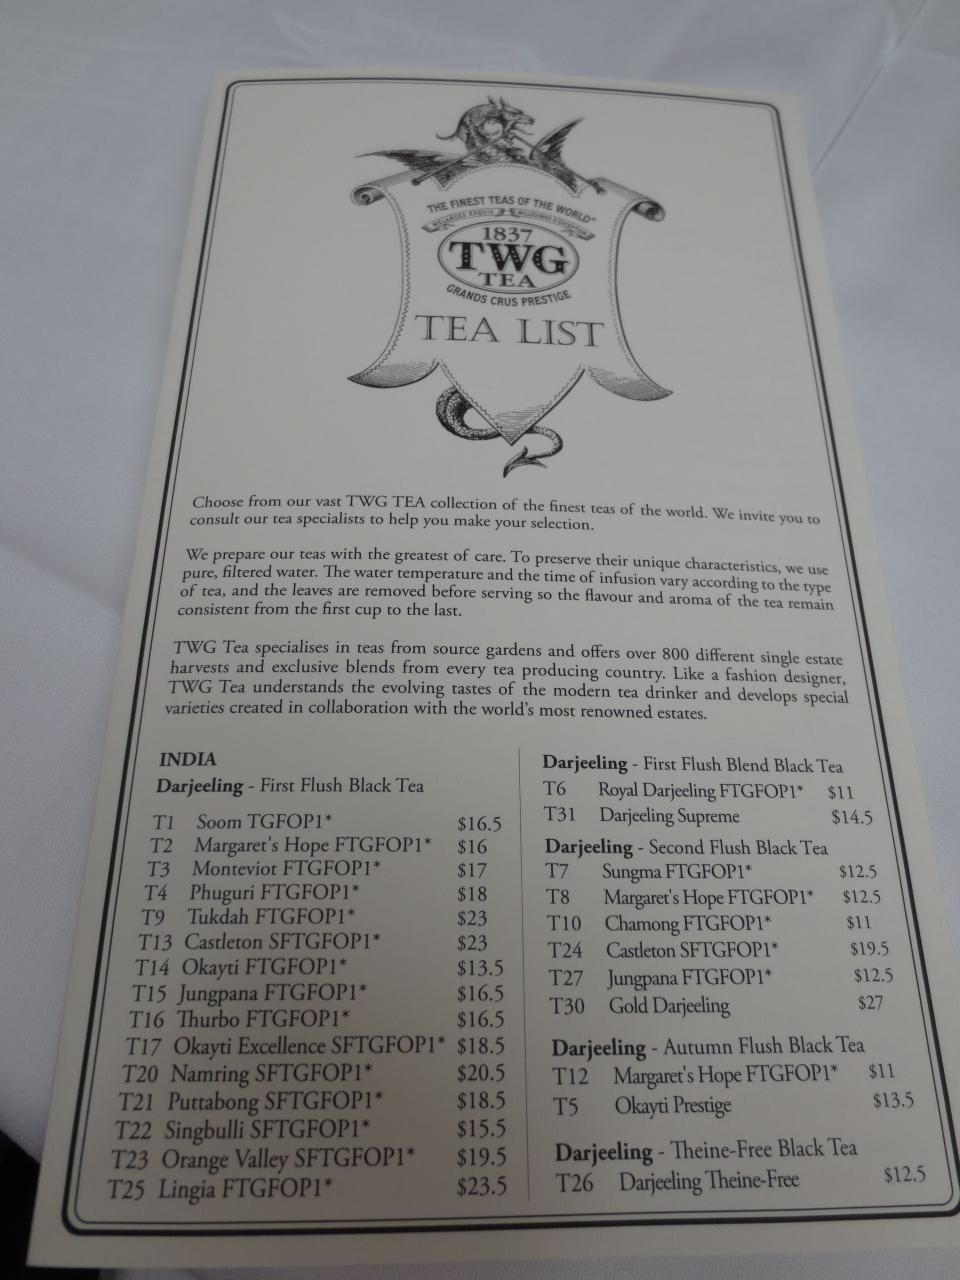 THE FINEST TEAS OF THE WORLD
MÉLANGES EXQUIS MILLÉSIMES D'EXCEPTION
1837
TWG
TEA
GRANDS CRUS PRESTIGE
TEA LIST
Choose from our vast TWG TEA collection of the finest teas of the world. We invite you to
consult our tea specialists to help you make your selection.
We prepare our teas with the greatest of care. To preserve their unique characteristics, we use
pure, filtered water. The water temperature and the time of infusion vary according to the type
of tea, and the leaves are removed before serving so the flavour and aroma of the tea remain
consistent from the first cup to the last.
TWG Tea specialises in teas from source gardens and offers over 800 different single estate
harvests and exclusive blends from every tea producing country. Like a fashion designer,
TWG Tea understands the evolving tastes of the modern tea drinker and develops special
varieties created in collaboration with the world's most renowned estates.
INDIA
Darjeeling - First Flush Black Tea
T1 Soom TGFOP1* $16.5
T2 Margaret's Hope FTGFOP1* $16
T3 Monteviot FTGFOP1* $17
T4 Phuguri FTGFOP1* $18
T9 Tukdah FTGFOP1* $23
T13 Castleton SFTGFOP1* $23
T14 Okayti FTGFOP1* $13.5
T15 Jungpana FTGFOP1* $16.5
T16 Thurbo FTGFOP1* $16.5
T17 Okayti Excellence SFTGFOP1* $18.5
T20 Namring SFTGFOP1* $20.5
T21 Puttabong SFTGFOP1* $18.5
T22 Singbulli SFTGFOP1* $15.5
T23 Orange Valley SFTGFOP1* $19.5
T25 Lingia FTGFOP1* $23.5
Darjeeling - First Flush Blend Black Tea
T6 Royal Darjeeling FTGFOP1* $11
T31 Darjeeling Supreme $14.5
Darjeeling - Second Flush Black Tea
T7 Sungma FTGFOP1* $12.5
T8 Margaret's Hope FTGFOP1* $12.5
T10 Chamong FTGFOP1* $11
T24 Castleton SFTGFOP1* $19.5
T27 Jungpana FTGFOP1* $12.5
T30 Gold Darjeeling $27
Darjeeling - Autumn Flush Black Tea
T12 Margaret's Hope FTGFOP1* $11
T5 Okayti Prestige $13.5
Darjeeling - Theine-Free Black Tea
T26 Darjeeling Theine-Free $12.5